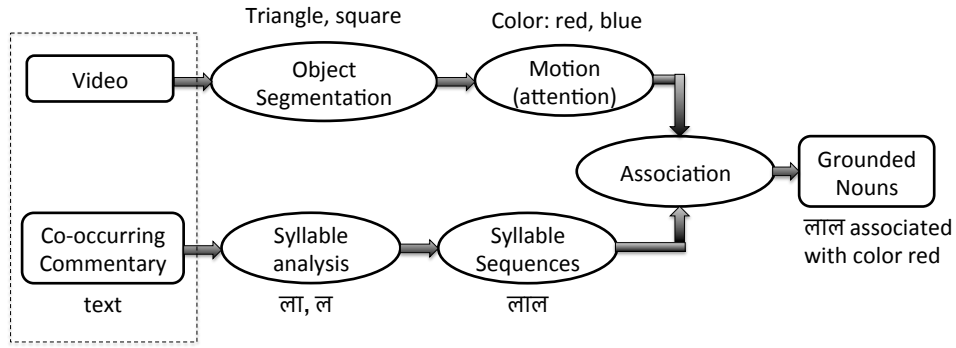 Triangle, square
Color: red, blue
Video
Object
Segmentation
Motion
(attention)
Association
Grounded
Nouns
लाल associated
with color red
Co-occurring
Commentary
text
Syllable
analysis
ला, ल
Syllable
Sequences
लाल